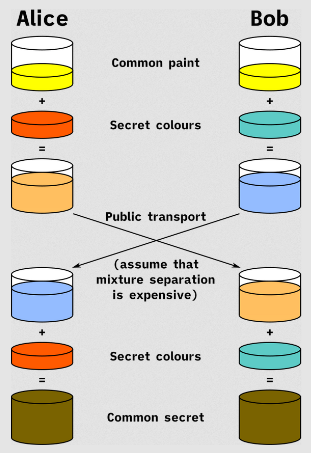 Alice Bob
Common paint
+ +
Secret colours
= =
Public transport
(assume that
mixture separation
is expensive)
+ +
Secret colours
= =
Common secret